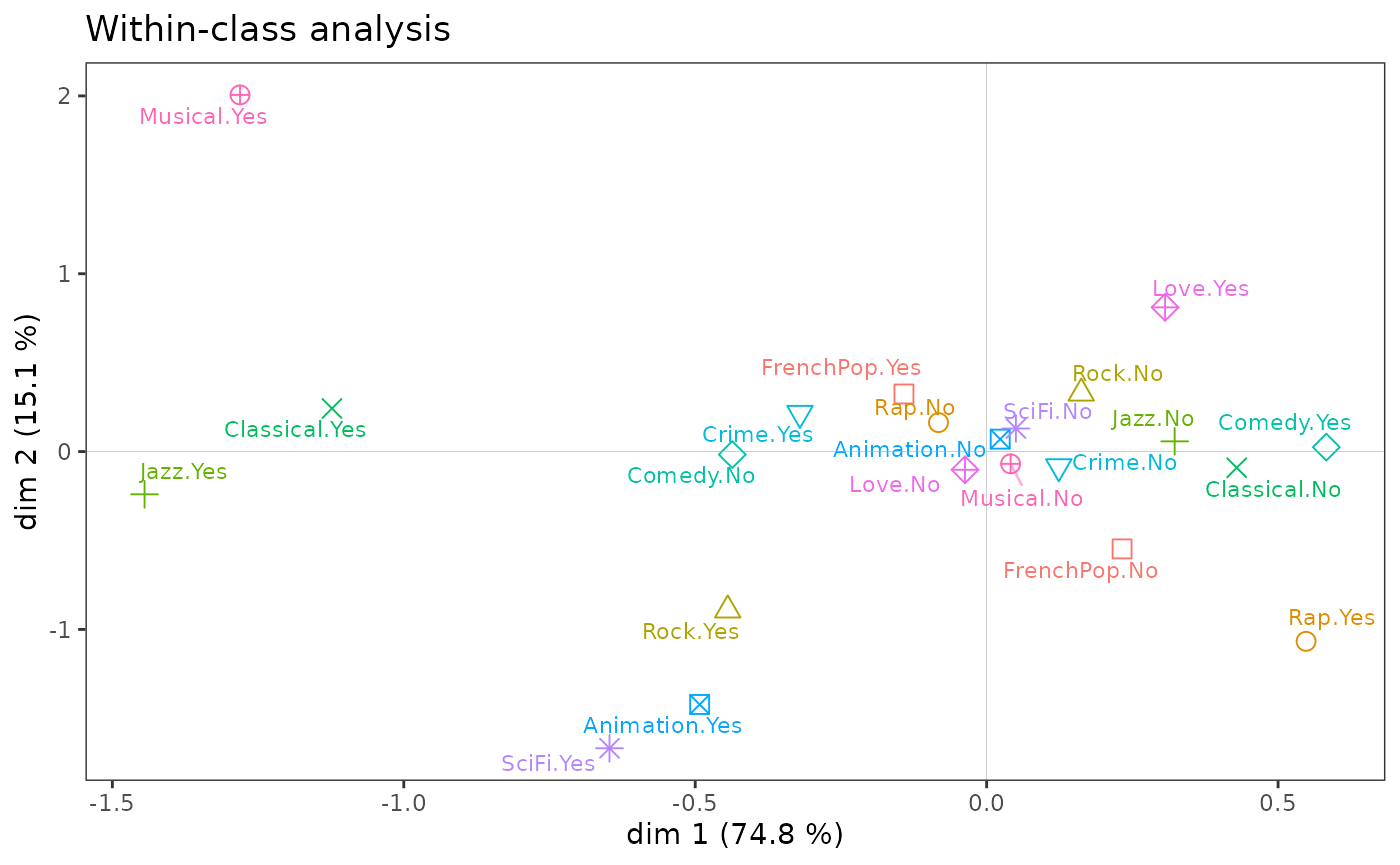 Within-class analysis
2
Musical.Yes
1
Love.Yes
FrenchPop.Yes
Rock.No
Rap.No
SciFi.No
Jazz.No
Comedy.Yes
Classical.Yes
Crime.Yes
Animation.No
0
Crime.No
Jazz.Yes
Comedy.No
Love.No
Musical.No
Classical.No
FrenchPop.No
Rap.Yes
-1
Rock.Yes
Animation.Yes
SciFi.Yes
-1.5 -1.0 -0.5 0.0 0.5
dim 1 (74.8 %)
dim 2 (15.1 %)